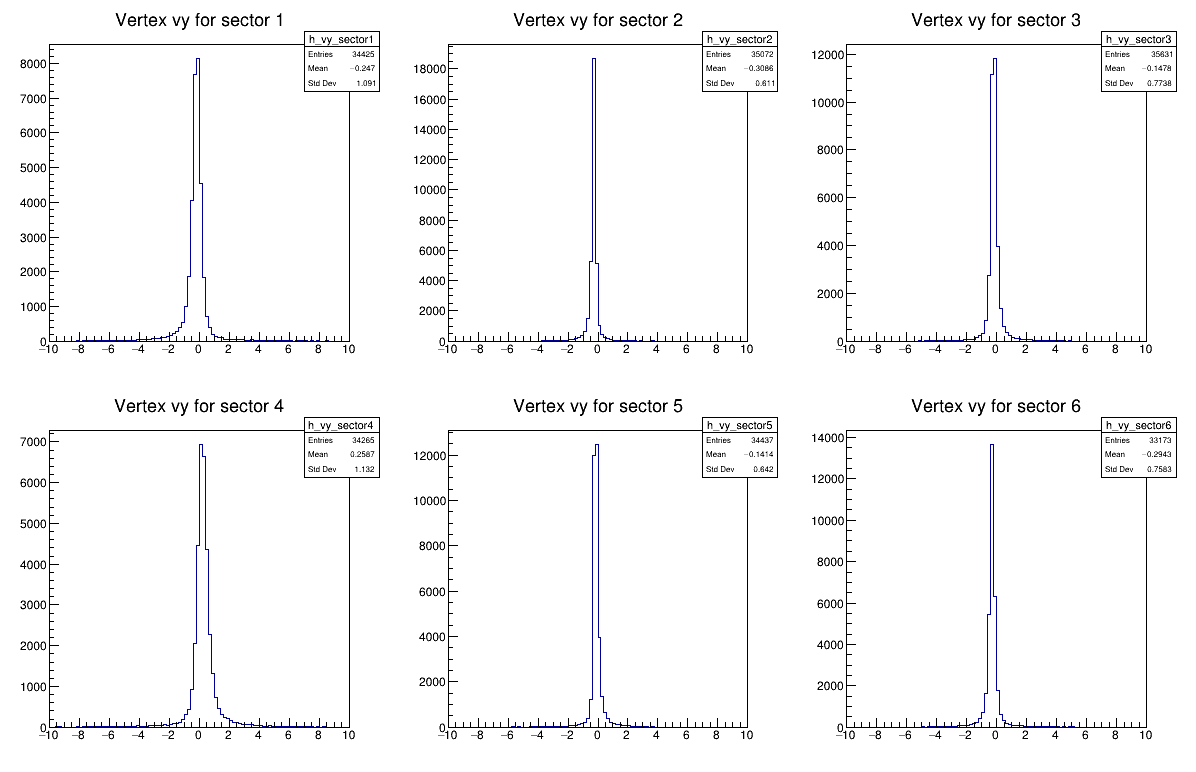 Vertex vy for sector 1
h_vy_sector1
Entries 34425
Mean −0.247
Std Dev 1.091
8000
7000
6000
5000
4000
3000
2000
1000
0
−10 −8 −6 −4 −2 0 2 4 6 8 10
Vertex vy for sector 2
h_vy_sector2
Entries 35072
Mean −0.3086
Std Dev 0.611
18000
16000
14000
12000
10000
8000
6000
4000
2000
0
−10 −8 −6 −4 −2 0 2 4 6 8 10
Vertex vy for sector 3
h_vy_sector3
Entries 35631
Mean −0.1478
Std Dev 0.7738
12000
10000
8000
6000
4000
2000
0
−10 −8 −6 −4 −2 0 2 4 6 8 10
Vertex vy for sector 4
h_vy_sector4
Entries 34265
Mean 0.2587
Std Dev 1.132
7000
6000
5000
4000
3000
2000
1000
0
−10 −8 −6 −4 −2 0 2 4 6 8 10
Vertex vy for sector 5
h_vy_sector5
Entries 34437
Mean −0.1414
Std Dev 0.642
12000
10000
8000
6000
4000
2000
0
−10 −8 −6 −4 −2 0 2 4 6 8 10
Vertex vy for sector 6
h_vy_sector6
Entries 33173
Mean −0.2943
Std Dev 0.7583
14000
12000
10000
8000
6000
4000
2000
0
−10 −8 −6 −4 −2 0 2 4 6 8 10